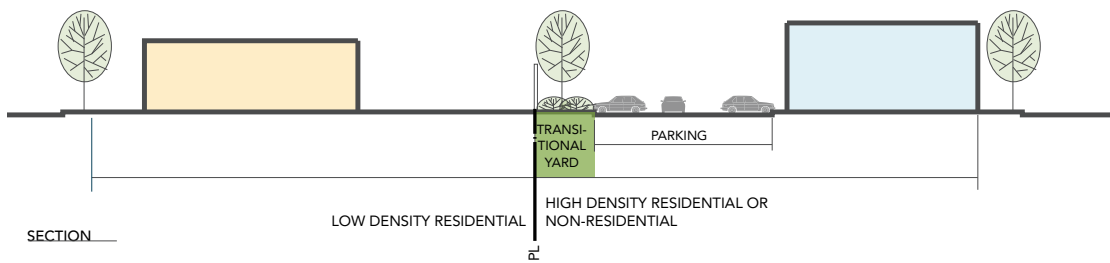 TRANSI-
TIONAL
YARD
PARKING
LOW DENSITY RESIDENTIAL
HIGH DENSITY RESIDENTIAL OR
NON-RESIDENTIAL
SECTION
PL